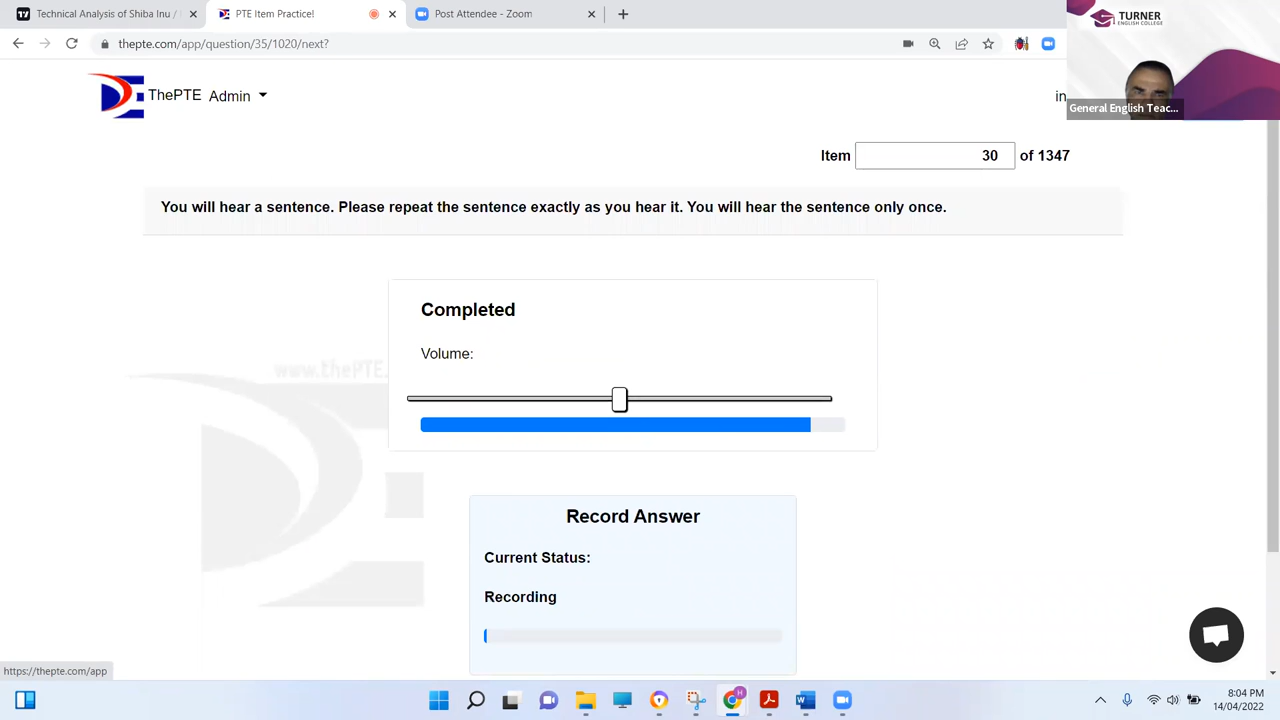 Technical Analysis of Shiba Inu /
PTE Item Practice!
Post Attendee - Zoom
thepte.com/app/question/35/1020/next?
TURNER
ENGLISH COLLEGE
General English Teac...
ThePTE Admin
in
Item 30 of 1347
You will hear a sentence. Please repeat the sentence exactly as you hear it. You will hear the sentence only once.
Completed
www.thePTE.
Volume:
Record Answer
Current Status:
Recording
https://thepte.com/app
8:04 PM
14/04/2022